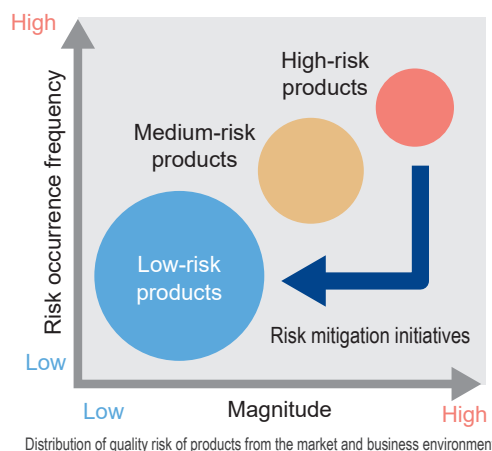 High
High-risk
products
Medium-risk
products
Risk occurrence frequency
Low-risk
products
Risk mitigation initiatives
Low
Low
Magnitude
High
Distribution of quality risk of products from the market and business environmen